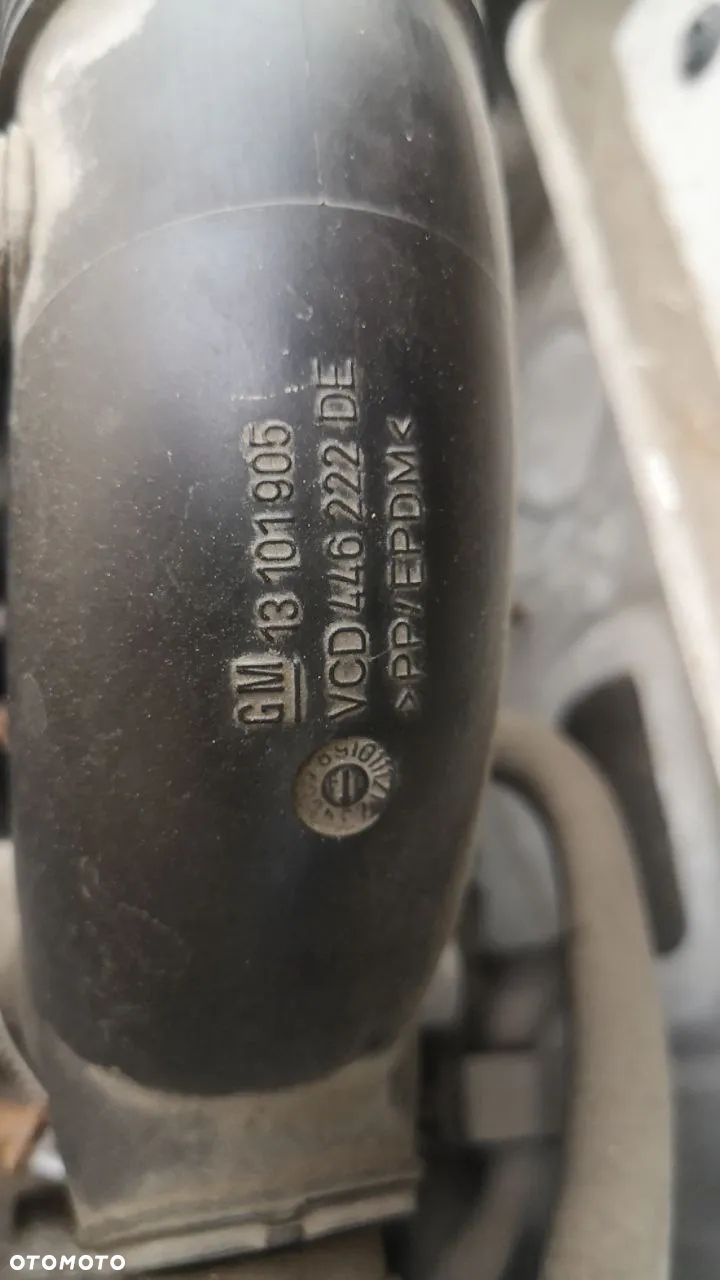 GM 13 101 905
VCD 446 222 DE
>PP/EPDM<
OTOMOTO